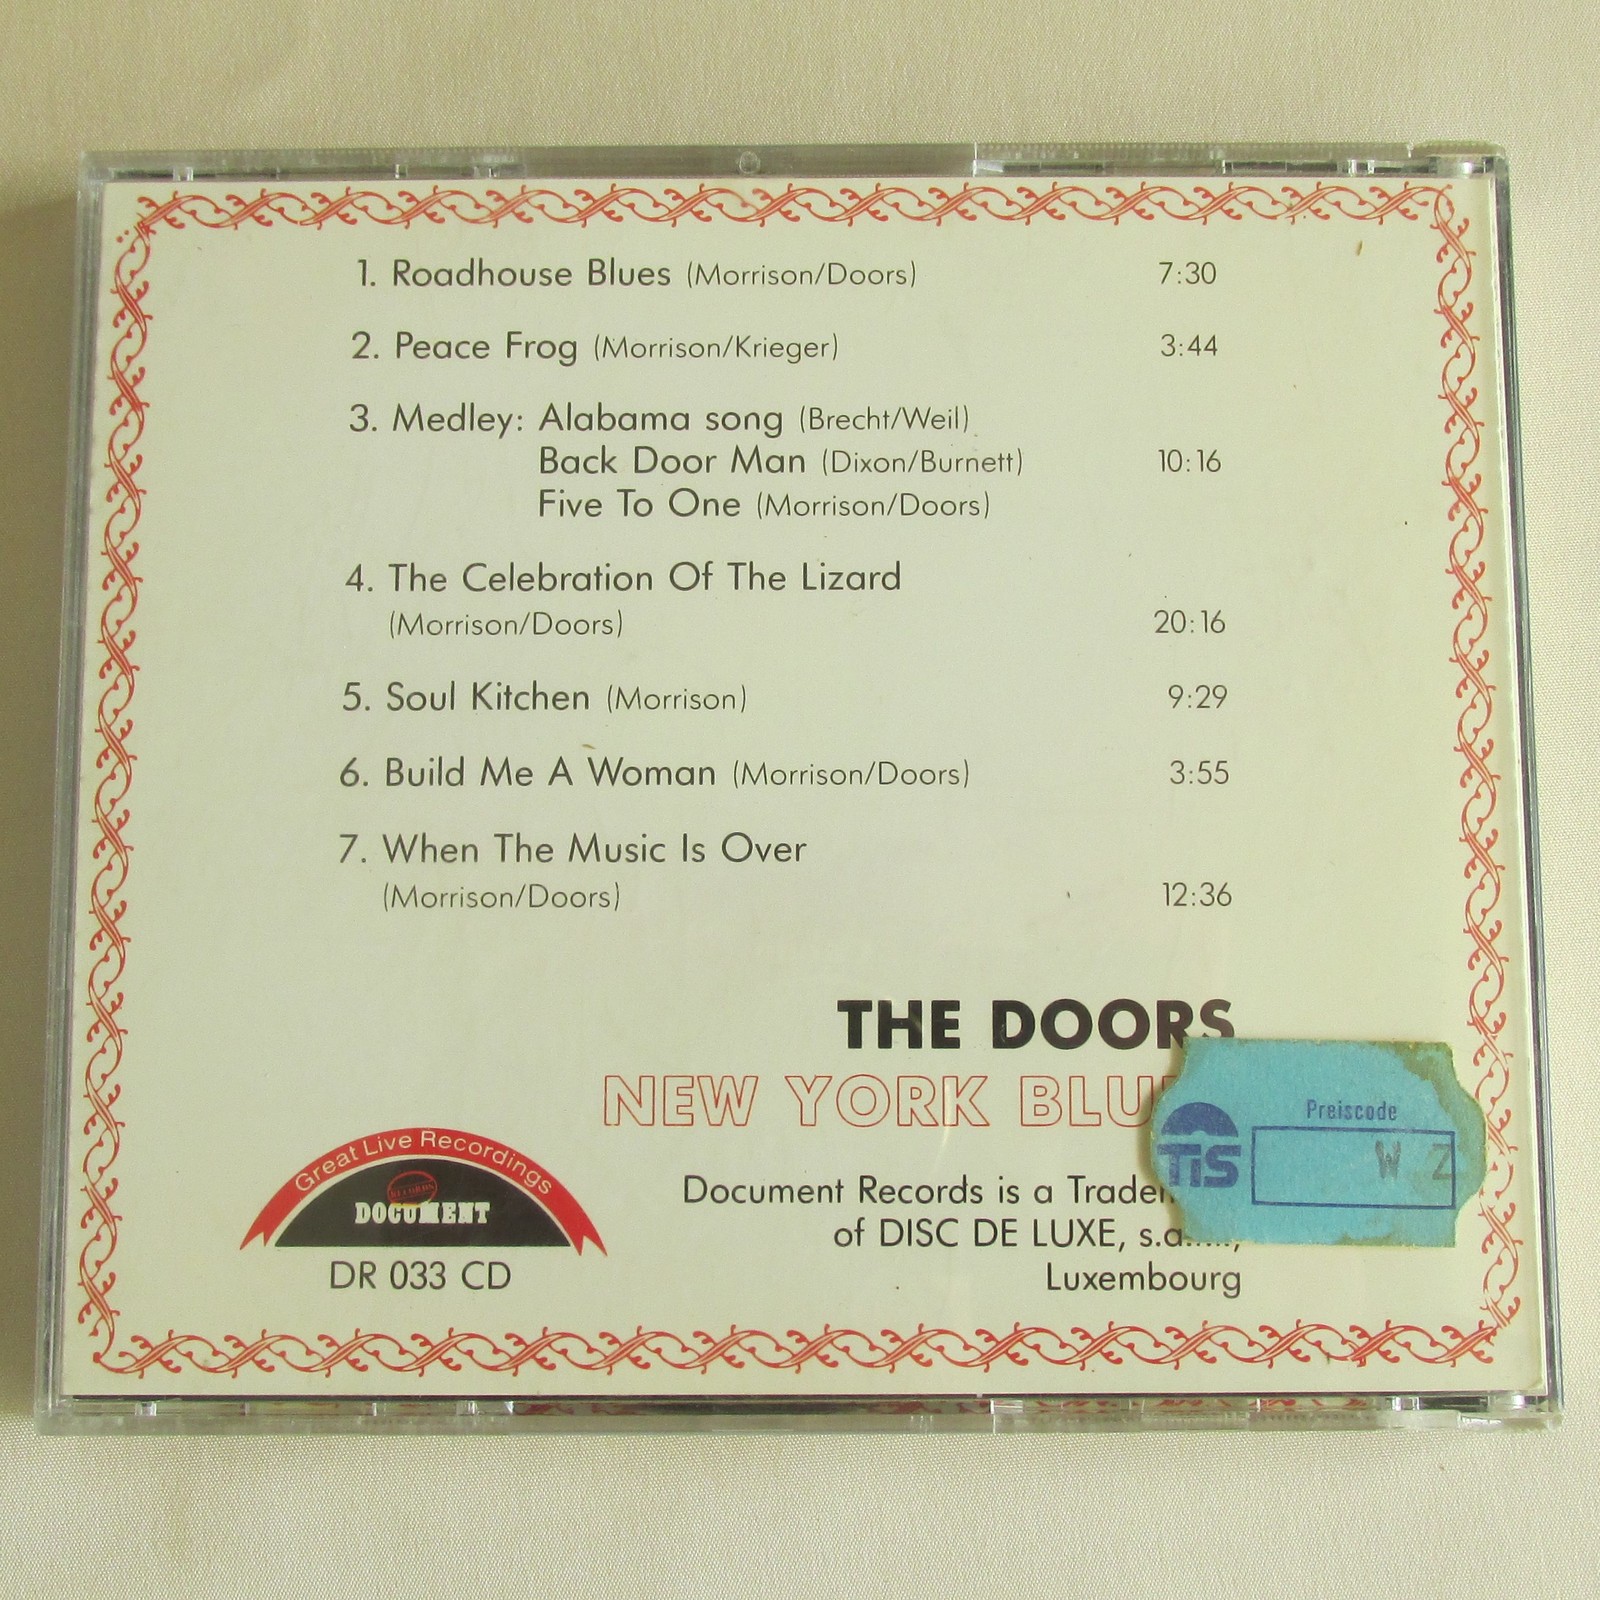 1. Roadhouse Blues (Morrison/Doors) 7:30
2. Peace Frog (Morrison/Krieger) 3:44
3. Medley: Alabama song (Brecht/Weil)
Back Door Man (Dixon/Burnett) 10:16
Five To One (Morrison/Doors)
4. The Celebration Of The Lizard
(Morrison/Doors) 20:16
5. Soul Kitchen (Morrison) 9:29
6. Build Me A Woman (Morrison/Doors) 3:55
7. When The Music Is Over
(Morrison/Doors) 12:36
THE DOORS
NEW YORK
Great Live Recordings
RECORDS
DOCUMENT
DR 033 CD
Document Records is a
of DISC DE LUXE,
Luxembourg
Preiscode
TIS
W Z